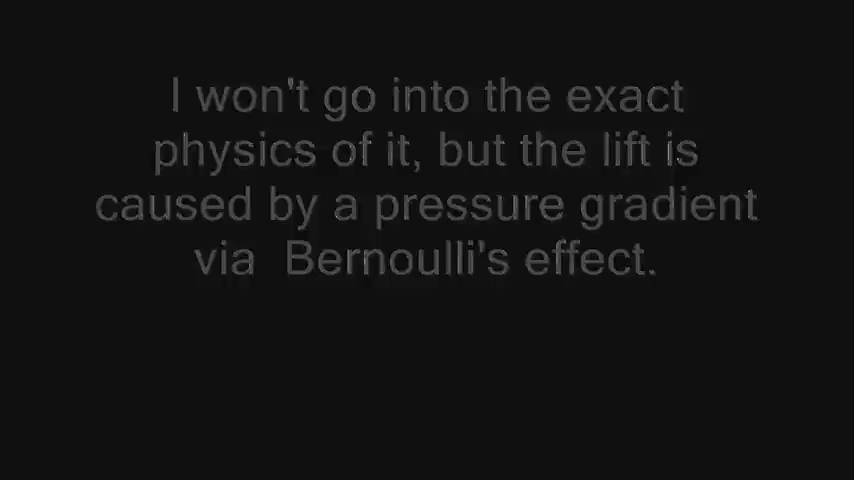 I won't go into the exact
physics of it, but the lift is
caused by a pressure gradient
via  Bernoulli's effect.